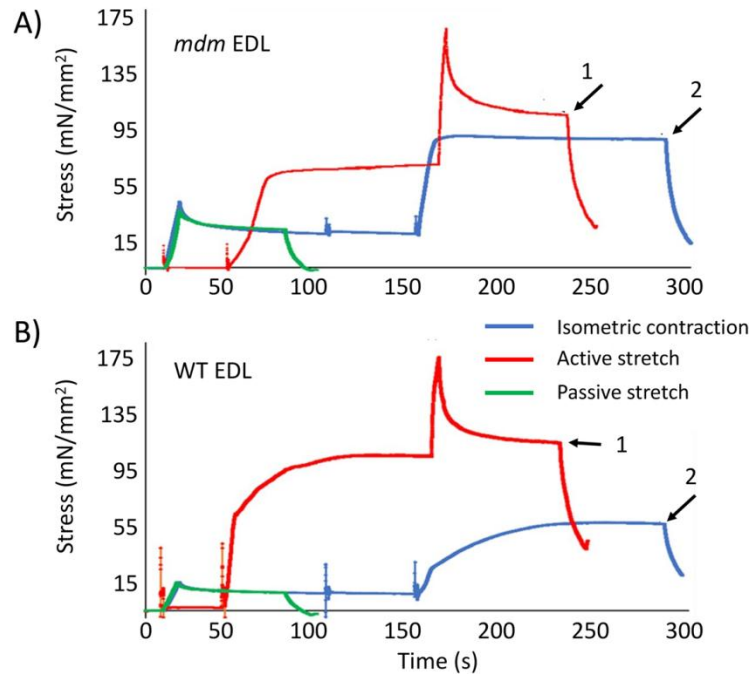 A)
mdm EDL
Stress (mN/mm²)
175
135
95
55
15
1
2
0 50 100 150 200 250 300
B)
WT EDL
Isometric contraction
Active stretch
Passive stretch
Stress (mN/mm²)
175
135
95
55
15
1
2
0 50 100 150 200 250 300
Time (s)